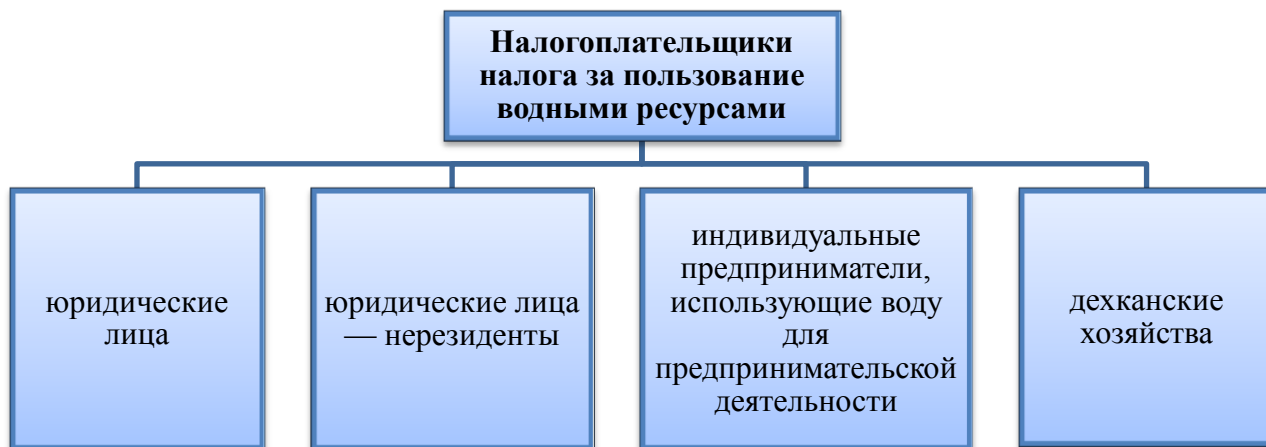 Налогоплательщики
налога за пользование
водными ресурсами
юридические
лица
юридические лица
— нерезиденты
индивидуальные
предприниматели,
использующие воду
для
предпринимательской
деятельности
дехканские
хозяйства